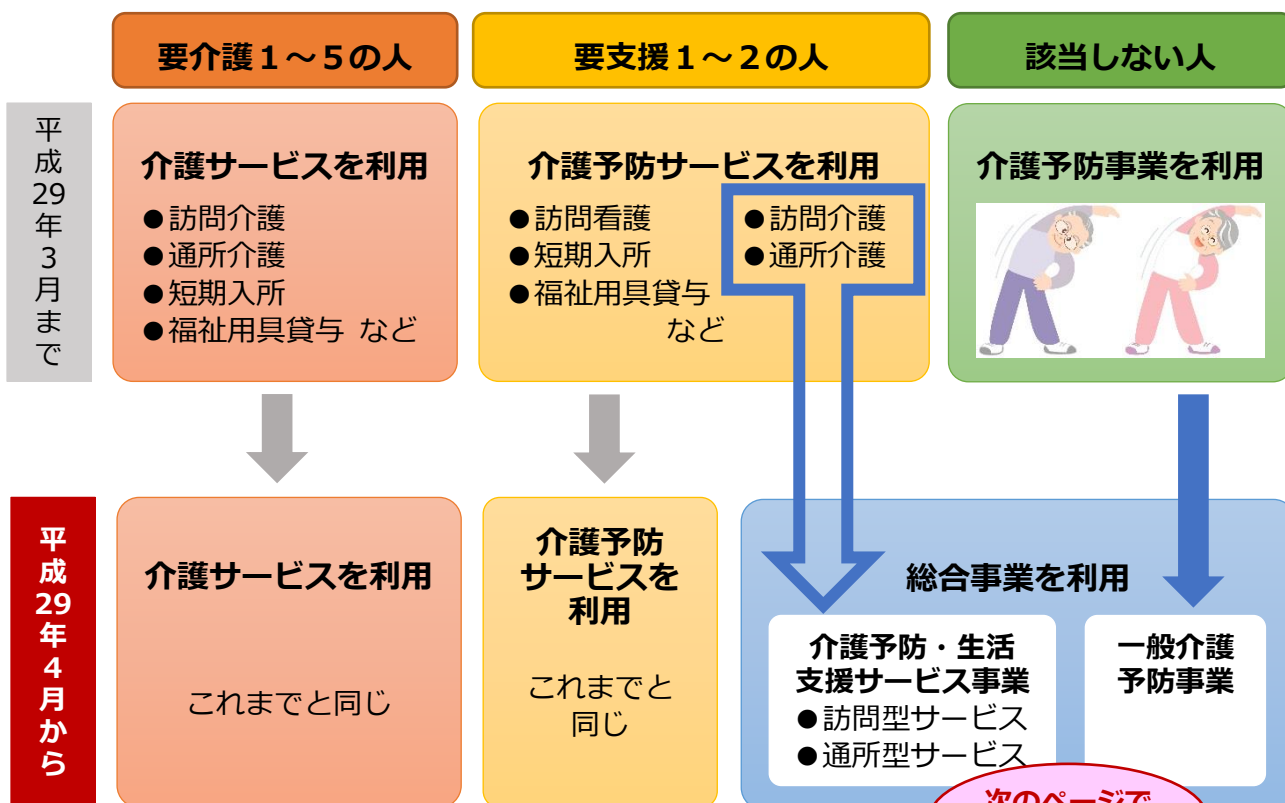 要介護１～５の人
要支援１～２の人
該当しない人
平成29年３月まで
介護サービスを利用
●訪問介護
●通所介護
●短期入所
●福祉用具貸与 など
介護予防サービスを利用
●訪問看護
●短期入所
●福祉用具貸与
など
●訪問介護
●通所介護
介護予防事業を利用
平成29年４月から
介護サービスを利用
これまでと同じ
介護予防
サービスを
利用
これまでと
同じ
総合事業を利用
介護予防・生活
支援サービス事業
●訪問型サービス
●通所型サービス
一般介護
予防事業
次のページで